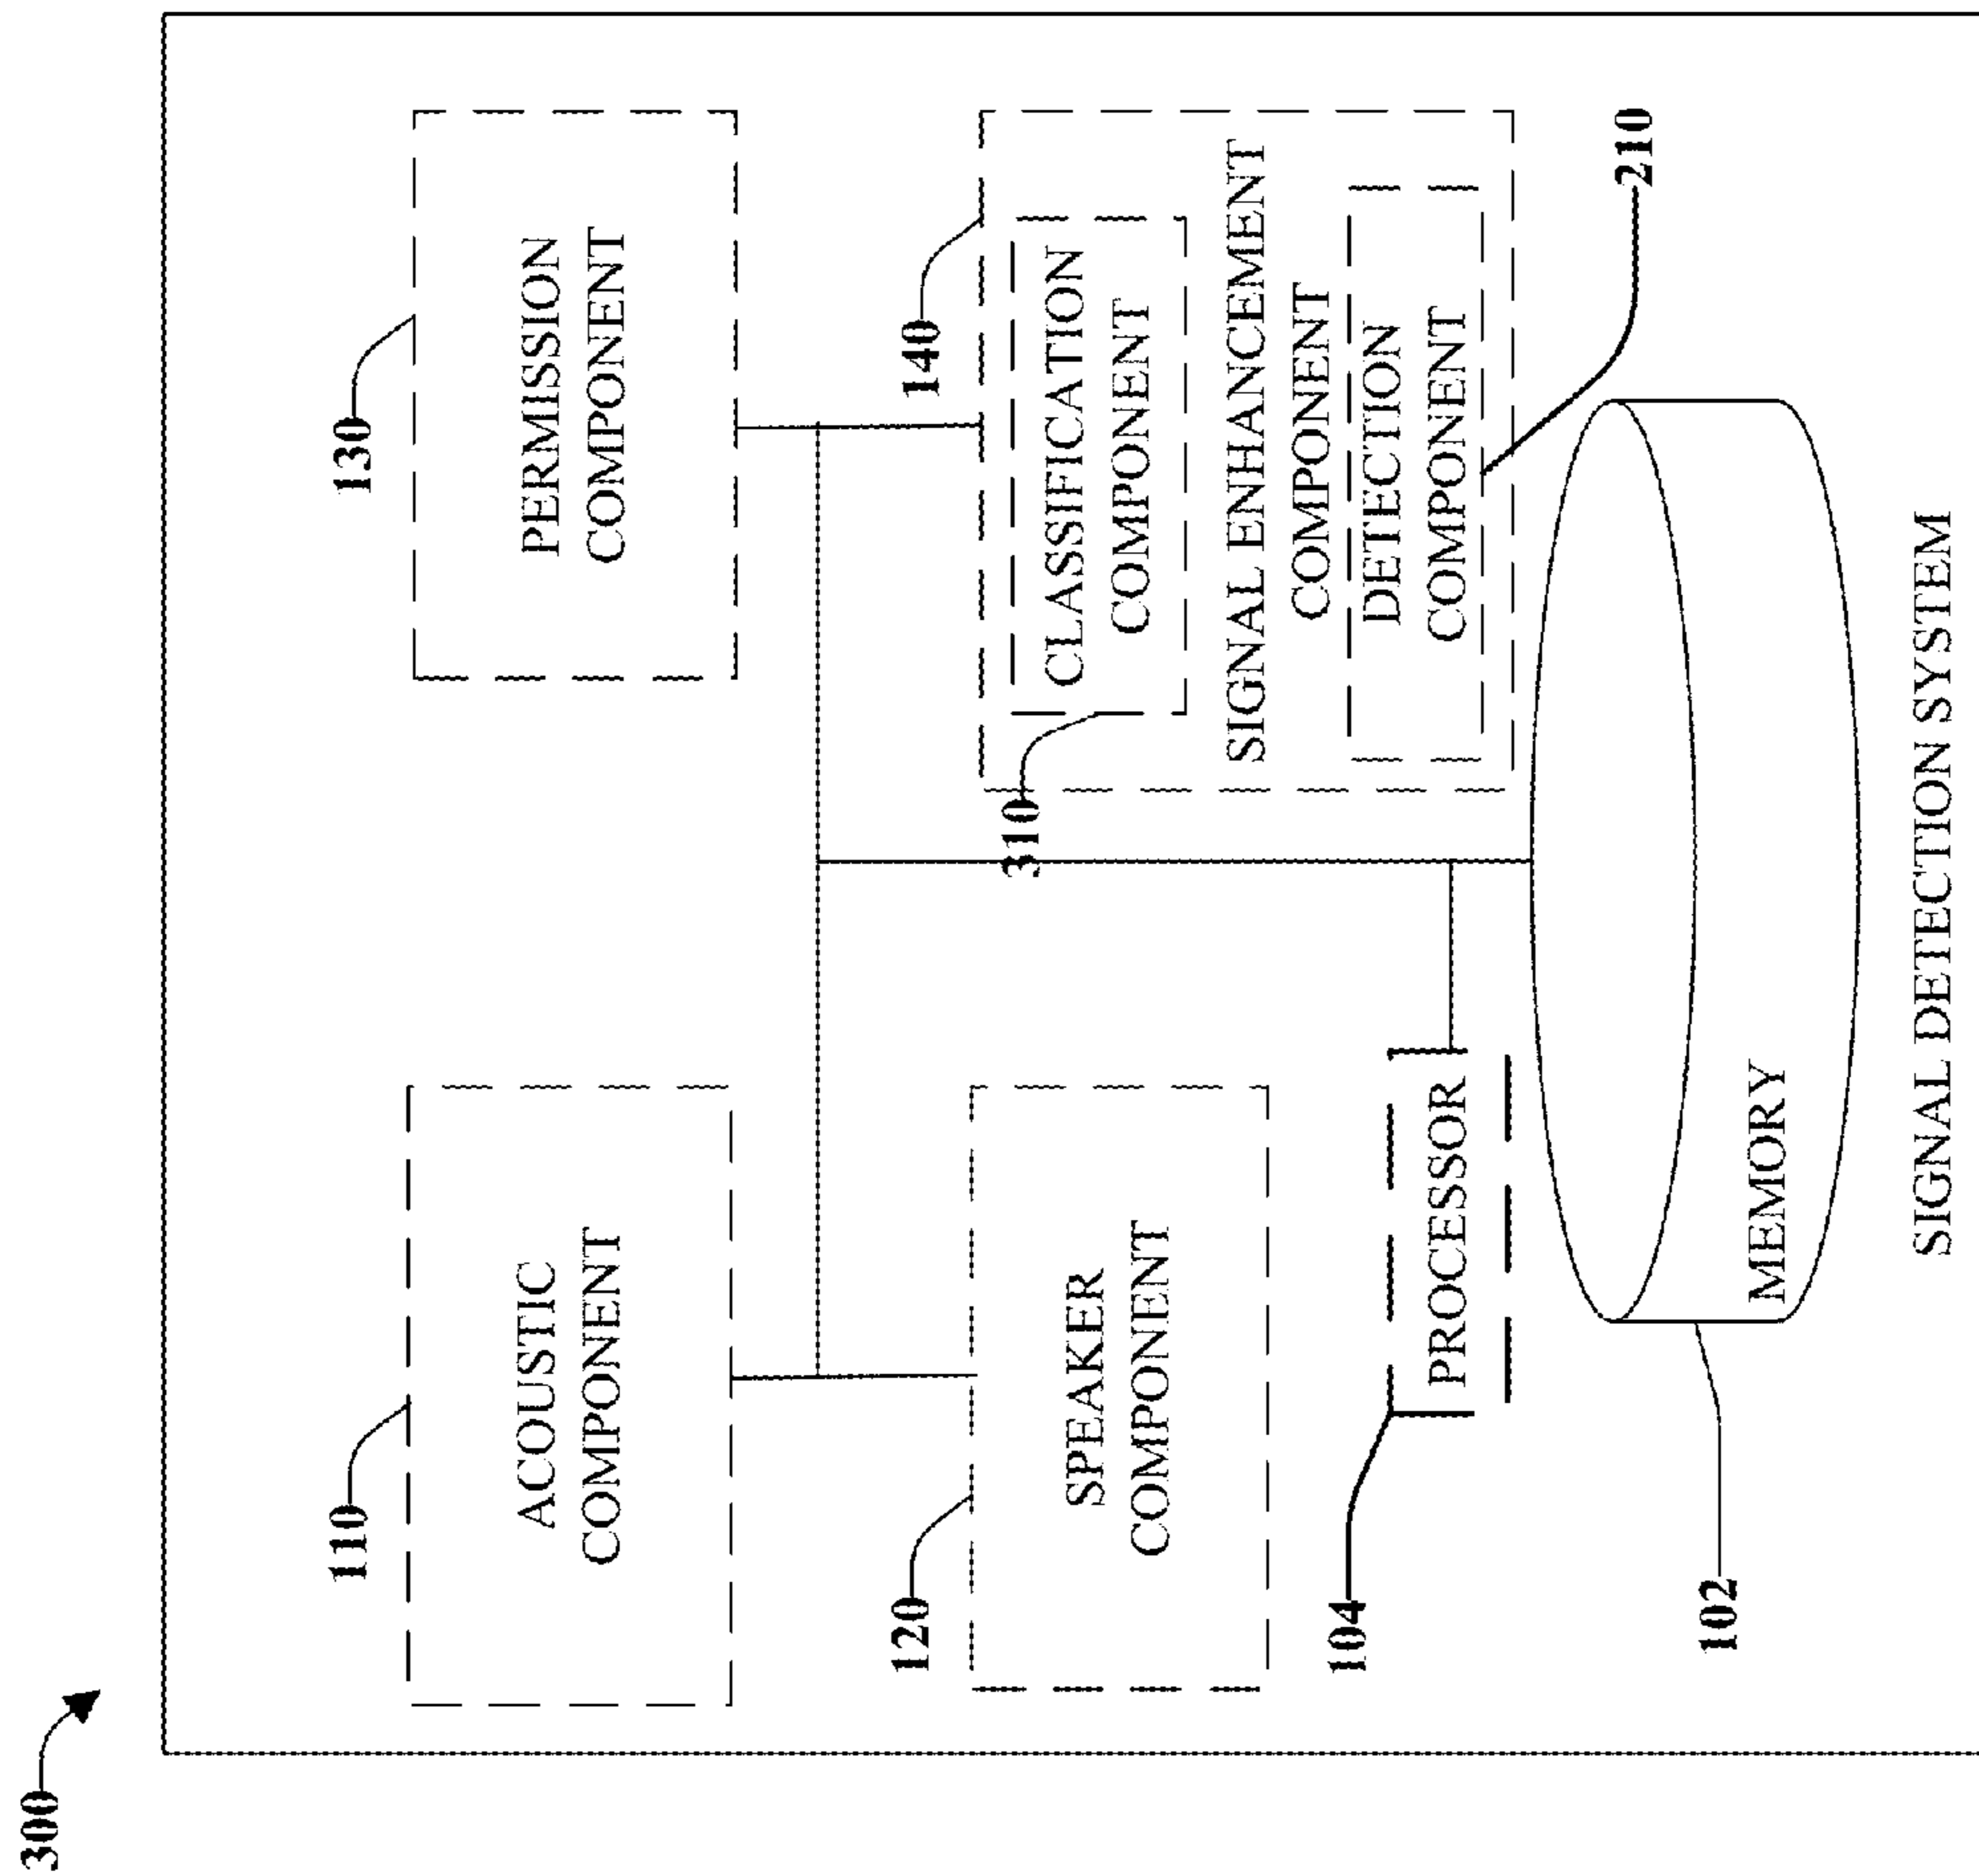 300
110
ACOUSTIC
COMPONENT
130
PERMISSION
COMPONENT
120
SPEAKER
COMPONENT
140
310
CLASSIFICATION
COMPONENT
SIGNAL ENHANCEMENT
COMPONENT
DETECTION
COMPONENT
210
104
PROCESSOR
102
MEMORY
SIGNAL DETECTION SYSTEM